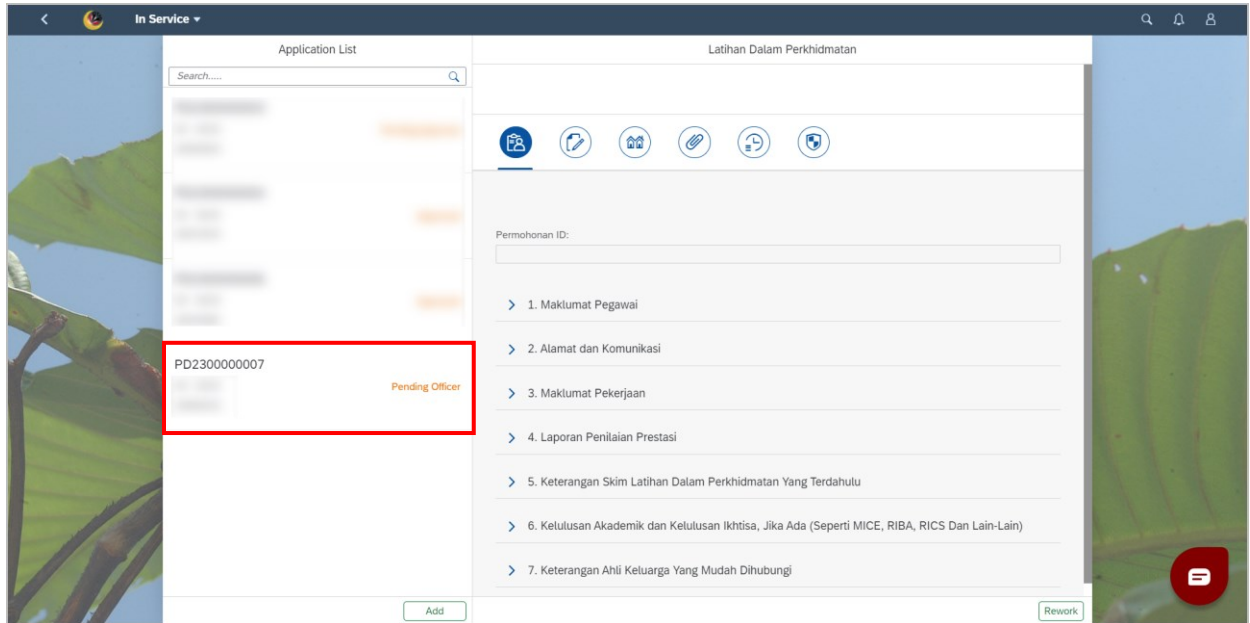 In Service
Application List
Latihan Dalam Perkhidmatan
Search.....
PD2300000007
Pending Officer
Permohonan ID:
1. Maklumat Pegawai
2. Alamat dan Komunikasi
3. Maklumat Pekerjaan
4. Laporan Penilaian Prestasi
5. Keterangan Skim Latihan Dalam Perkhidmatan Yang Terdahulu
6. Kelulusan Akademik dan Kelulusan Ikhtisa, Jika Ada (Seperti MICE, RIBA, RICS Dan Lain-Lain)
7. Keterangan Ahli Keluarga Yang Mudah Dihubungi
Add
Rework